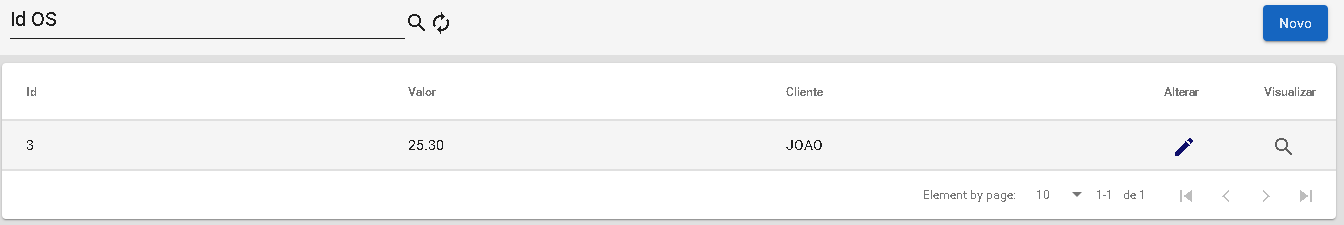 Id OS
Novo
Id Valor Cliente Alterar Visualizar
3 25.30 JOAO
Element by page: 10 1-1 de 1